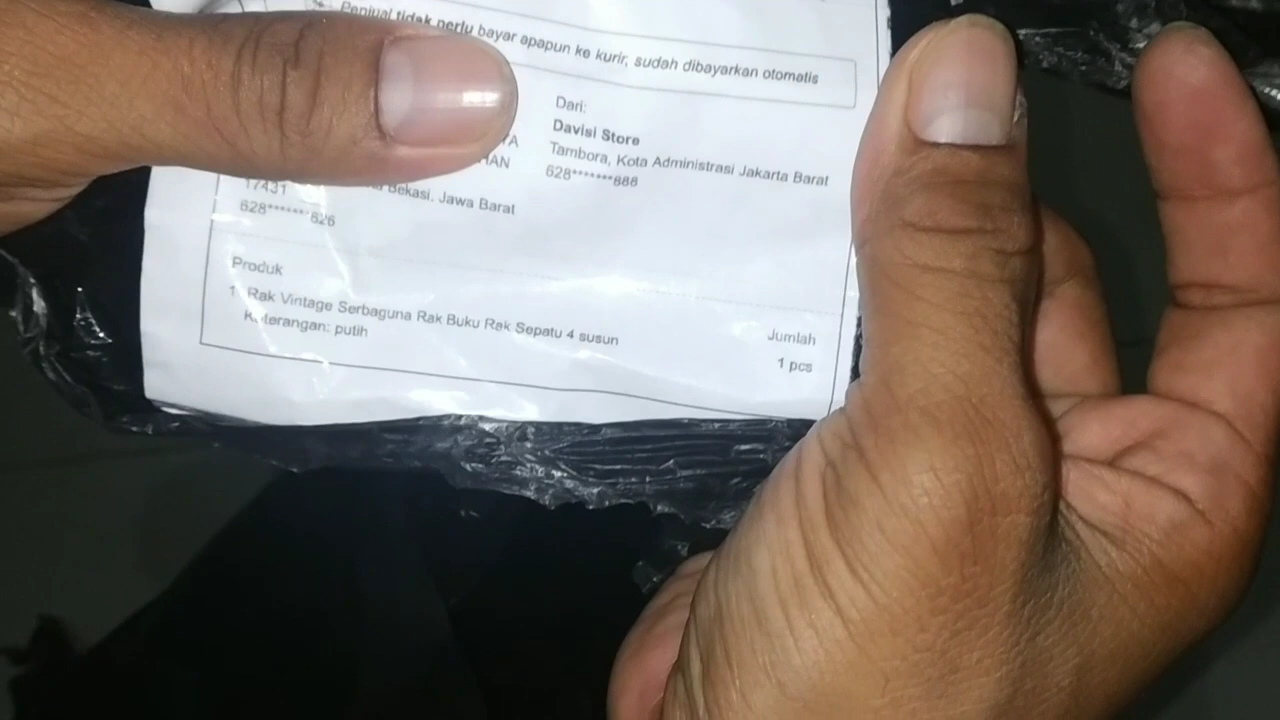 Penjual tidak perlu bayar apapun ke kurir, sudah dibayarkan otomatis
Dari:
Davisi Store
Tambora, Kota Administrasi Jakarta Barat
628*******888
Bekasi, Jawa Barat
17431
628*******626
Produk
Jumlah
1 Rak Vintage Serbaguna Rak Buku Rak Sepatu 4 susun
1 pcs
Keterangan: putih